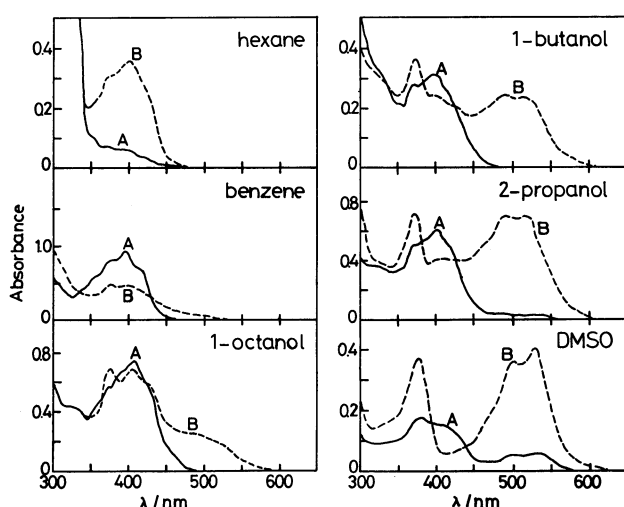 hexane
0.4
0.2
0
A
B
benzene
1.0
0
A
B
1-octanol
0.8
0.4
0
A
B
300 400 500 600
λ/nm
Absorbance
1-butanol
0.4
0.2
0
A
B
2-propanol
0.8
0.4
0
A
B
DMSO
0.4
0.2
0
A
B
300 400 500 600
λ/nm